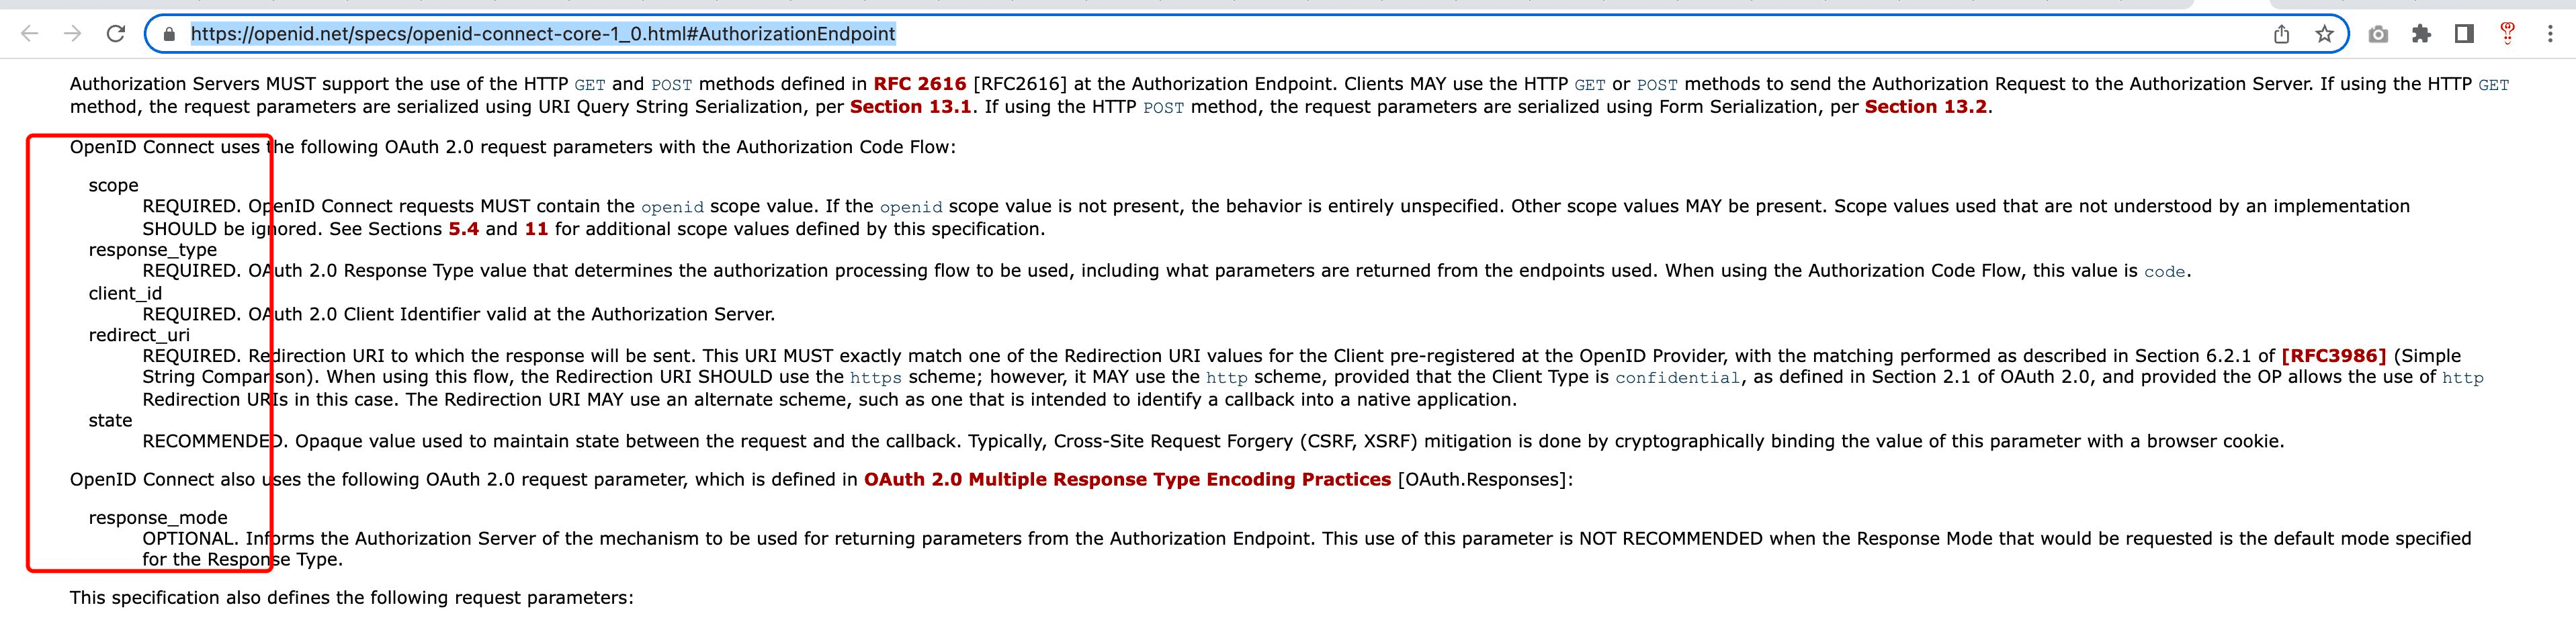 https://openid.net/specs/openid-connect-core-1_0.html#AuthorizationEndpoint
Authorization Servers MUST support the use of the HTTP GET and POST methods defined in RFC 2616 [RFC2616] at the Authorization Endpoint. Clients MAY use the HTTP GET or POST methods to send the Authorization Request to the Authorization Server. If using the HTTP GET
method, the request parameters are serialized using URI Query String Serialization, per Section 13.1. If using the HTTP POST method, the request parameters are serialized using Form Serialization, per Section 13.2.
OpenID Connect uses the following OAuth 2.0 request parameters with the Authorization Code Flow:
scope
REQUIRED. OpenID Connect requests MUST contain the openid scope value. If the openid scope value is not present, the behavior is entirely unspecified. Other scope values MAY be present. Scope values used that are not understood by an implementation
SHOULD be ignored. See Sections 5.4 and 11 for additional scope values defined by this specification.
response_type
REQUIRED. OAuth 2.0 Response Type value that determines the authorization processing flow to be used, including what parameters are returned from the endpoints used. When using the Authorization Code Flow, this value is code.
client_id
REQUIRED. OAuth 2.0 Client Identifier valid at the Authorization Server.
redirect_uri
REQUIRED. Redirection URI to which the response will be sent. This URI MUST exactly match one of the Redirection URI values for the Client pre-registered at the OpenID Provider, with the matching performed as described in Section 6.2.1 of [RFC3986] (Simple
String Comparison). When using this flow, the Redirection URI SHOULD use the https scheme; however, it MAY use the http scheme, provided that the Client Type is confidential, as defined in Section 2.1 of OAuth 2.0, and provided the OP allows the use of http
Redirection URIs in this case. The Redirection URI MAY use an alternate scheme, such as one that is intended to identify a callback into a native application.
state
RECOMMENDED. Opaque value used to maintain state between the request and the callback. Typically, Cross-Site Request Forgery (CSRF, XSRF) mitigation is done by cryptographically binding the value of this parameter with a browser cookie.
OpenID Connect also uses the following OAuth 2.0 request parameter, which is defined in OAuth 2.0 Multiple Response Type Encoding Practices [OAuth.Responses]:
response_mode
OPTIONAL. Informs the Authorization Server of the mechanism to be used for returning parameters from the Authorization Endpoint. This use of this parameter is NOT RECOMMENDED when the Response Mode that would be requested is the default mode specified
for the Response Type.
This specification also defines the following request parameters: